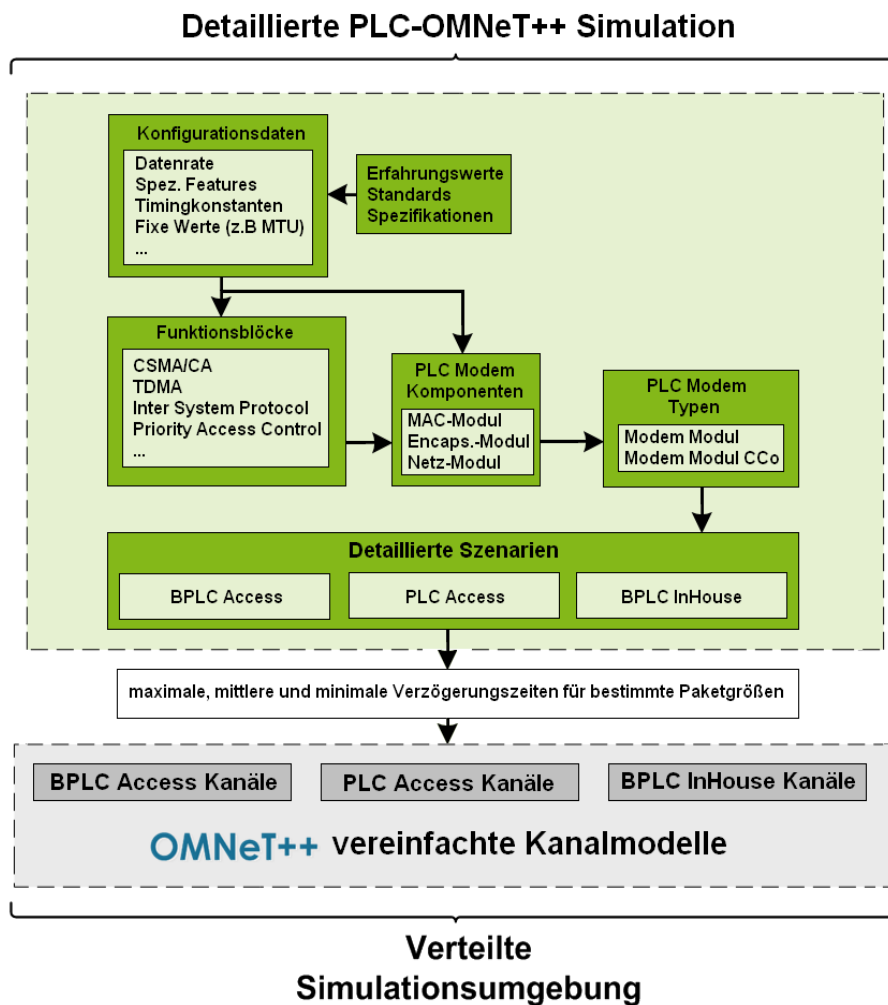 Detaillierte PLC-OMNeT++ Simulation
Konfigurationsdaten
Datenrate
Spez. Features
Timingkonstanten
Fixe Werte (z.B MTU)
...
Erfahrungswerte
Standards
Spezifikationen
Funktionsblöcke
CSMA/CA
TDMA
Inter System Protocol
Priority Access Control
...
PLC Modem
Komponenten
MAC-Modul
Encaps.-Modul
Netz-Modul
PLC Modem
Typen
Modem Modul
Modem Modul CCo
Detaillierte Szenarien
BPLC Access
PLC Access
BPLC InHouse
maximale, mittlere und minimale Verzögerungszeiten für bestimmte Paketgrößen
BPLC Access Kanäle
PLC Access Kanäle
BPLC InHouse Kanäle
OMNeT++ vereinfachte Kanalmodelle
Verteilte
Simulationsumgebung